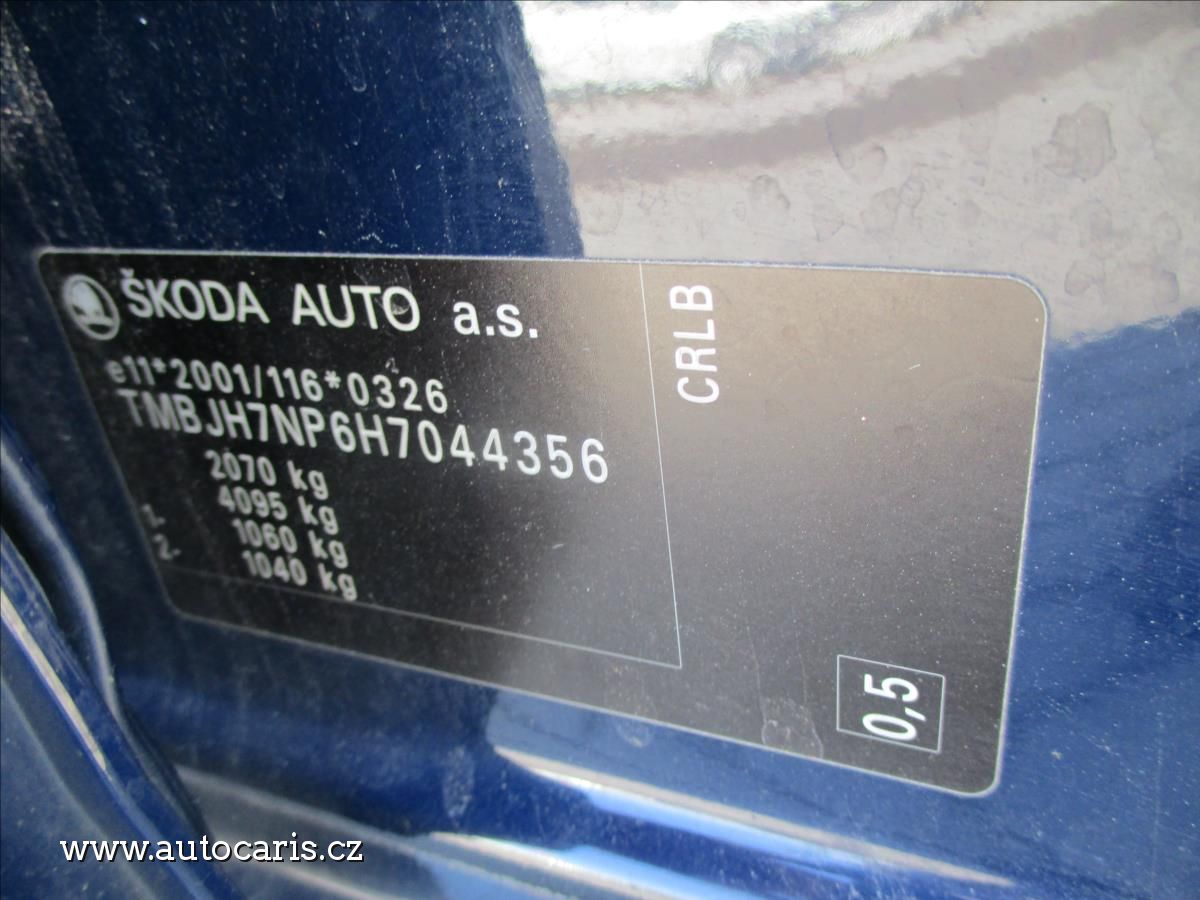 ŠKODA AUTO a.s.
e11*2001/116*0326
TMBJH7NP6H7044356
2070 kg
4095 kg
1- 1060 kg
2- 1040 kg
CRLB
0,5
www.autocaris.cz